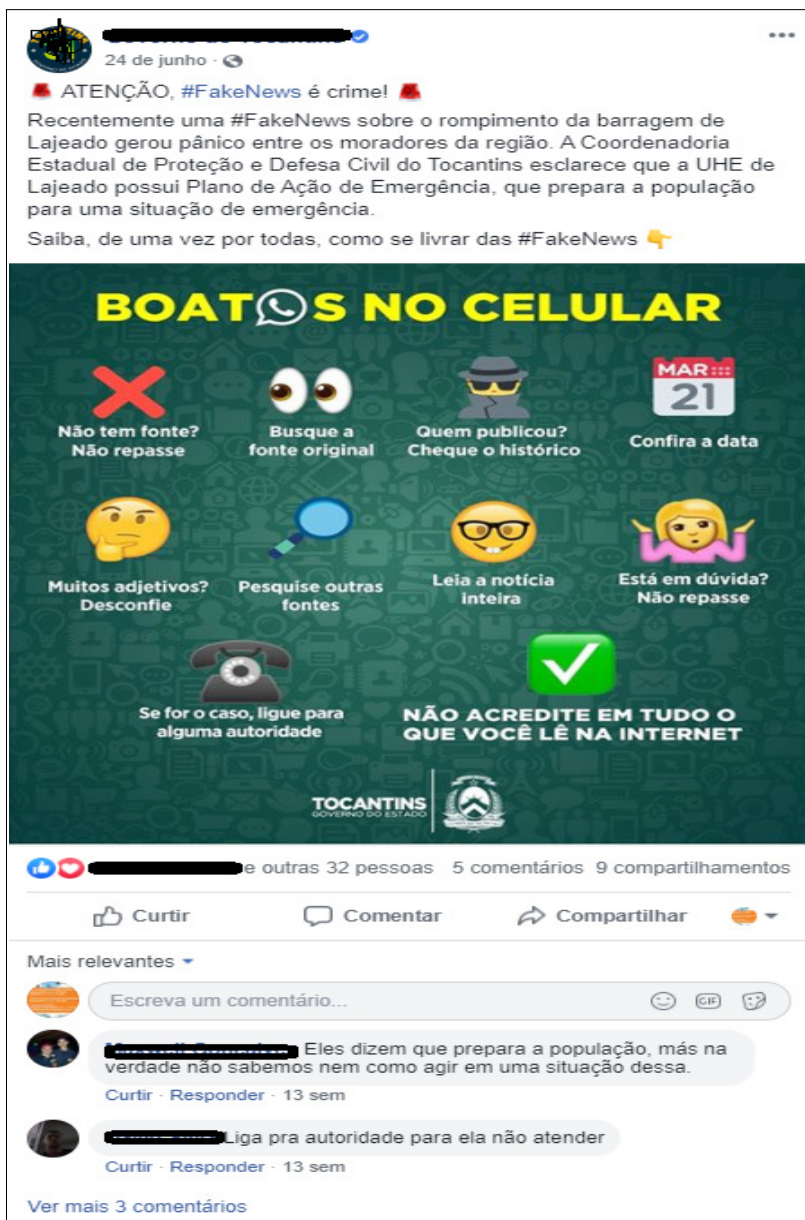 24 de junho
ATENÇÃO, #FakeNews é crime!
Recentemente uma #FakeNews sobre o rompimento da barragem de
Lajeado gerou pânico entre os moradores da região. A Coordenadoria
Estadual de Proteção e Defesa Civil do Tocantins esclarece que a UHE de
Lajeado possui Plano de Ação de Emergência, que prepara a população
para uma situação de emergência.
Saiba, de uma vez por todas, como se livrar das #FakeNews
BOATOS NO CELULAR
Não tem fonte?
Não repasse
Busque a
fonte original
Quem publicou?
Cheque o histórico
MAR
21
Confira a data
Muitos adjetivos?
Desconfie
Pesquise outras
fontes
Leia a notícia
inteira
Está em dúvida?
Não repasse
Se for o caso, ligue para
alguma autoridade
NÃO ACREDITE EM TUDO O
QUE VOCÊ LÊ NA INTERNET
TOCANTINS
GOVERNO DO ESTADO
e outras 32 pessoas 5 comentários 9 compartilhamentos
Curtir Comentar Compartilhar
Mais relevantes
Escreva um comentário...
GIF
Eles dizem que prepara a população, más na
verdade não sabemos nem como agir em uma situação dessa.
Curtir · Responder · 13 sem
Liga pra autoridade para ela não atender
Curtir · Responder · 13 sem
Ver mais 3 comentários